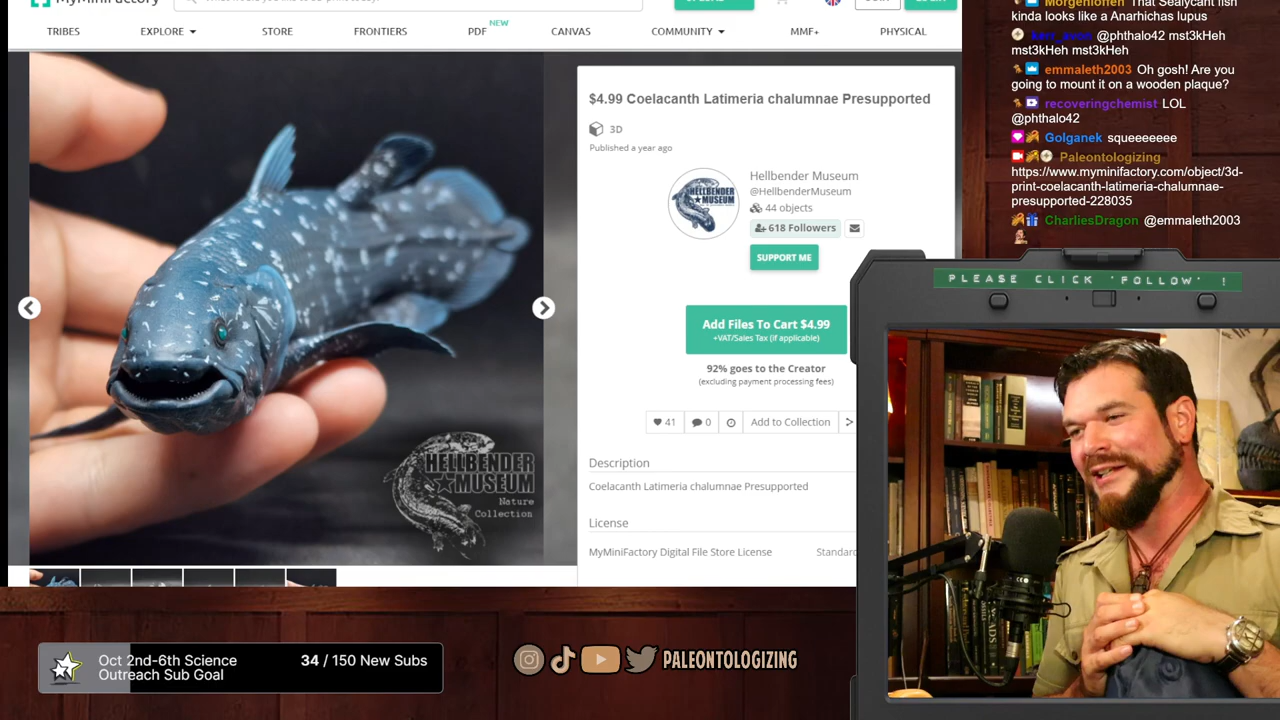 MyMiniFactory
TRIBES
EXPLORE
STORE
FRONTIERS
PDF
NEW
CANVAS
COMMUNITY
MMF+
PHYSICAL
$4.99 Coelacanth Latimeria chalumnae Presupported
3D
Published a year ago
HELLBENDER
MUSEUM
Hellbender Museum
@HellbenderMuseum
44 objects
618 Followers
SUPPORT ME
Add Files To Cart $4.99
+VAT/Sales Tax (if applicable)
92% goes to the Creator
(excluding payment processing fees)
41
0
Add to Collection
Description
Coelacanth Latimeria chalumnae Presupported
License
MyMiniFactory Digital File Store License
Standard
HELLBENDER
MUSEUM
Nature
Collection
Morgenloffen That Sealycant fish
kinda looks like a Anarhichas lupus
@phthalo42 mst3kHeh
mst3kHeh mst3kHeh
emmaleth2003 Oh gosh! Are you
going to mount it on a wooden plaque?
recoveringchemist LOL
@phthalo42
Golganek squeeeeeee
Paleontologizing
https://www.myminifactory.com/object/3d-
print-coelacanth-latimeria-chalumnae-
presupported-228035
CharliesDragon @emmaleth2003
PLEASE CLICK 'FOLLOW' !
Oct 2nd-6th Science
Outreach Sub Goal
34 / 150 New Subs
PALEONTOLOGIZING